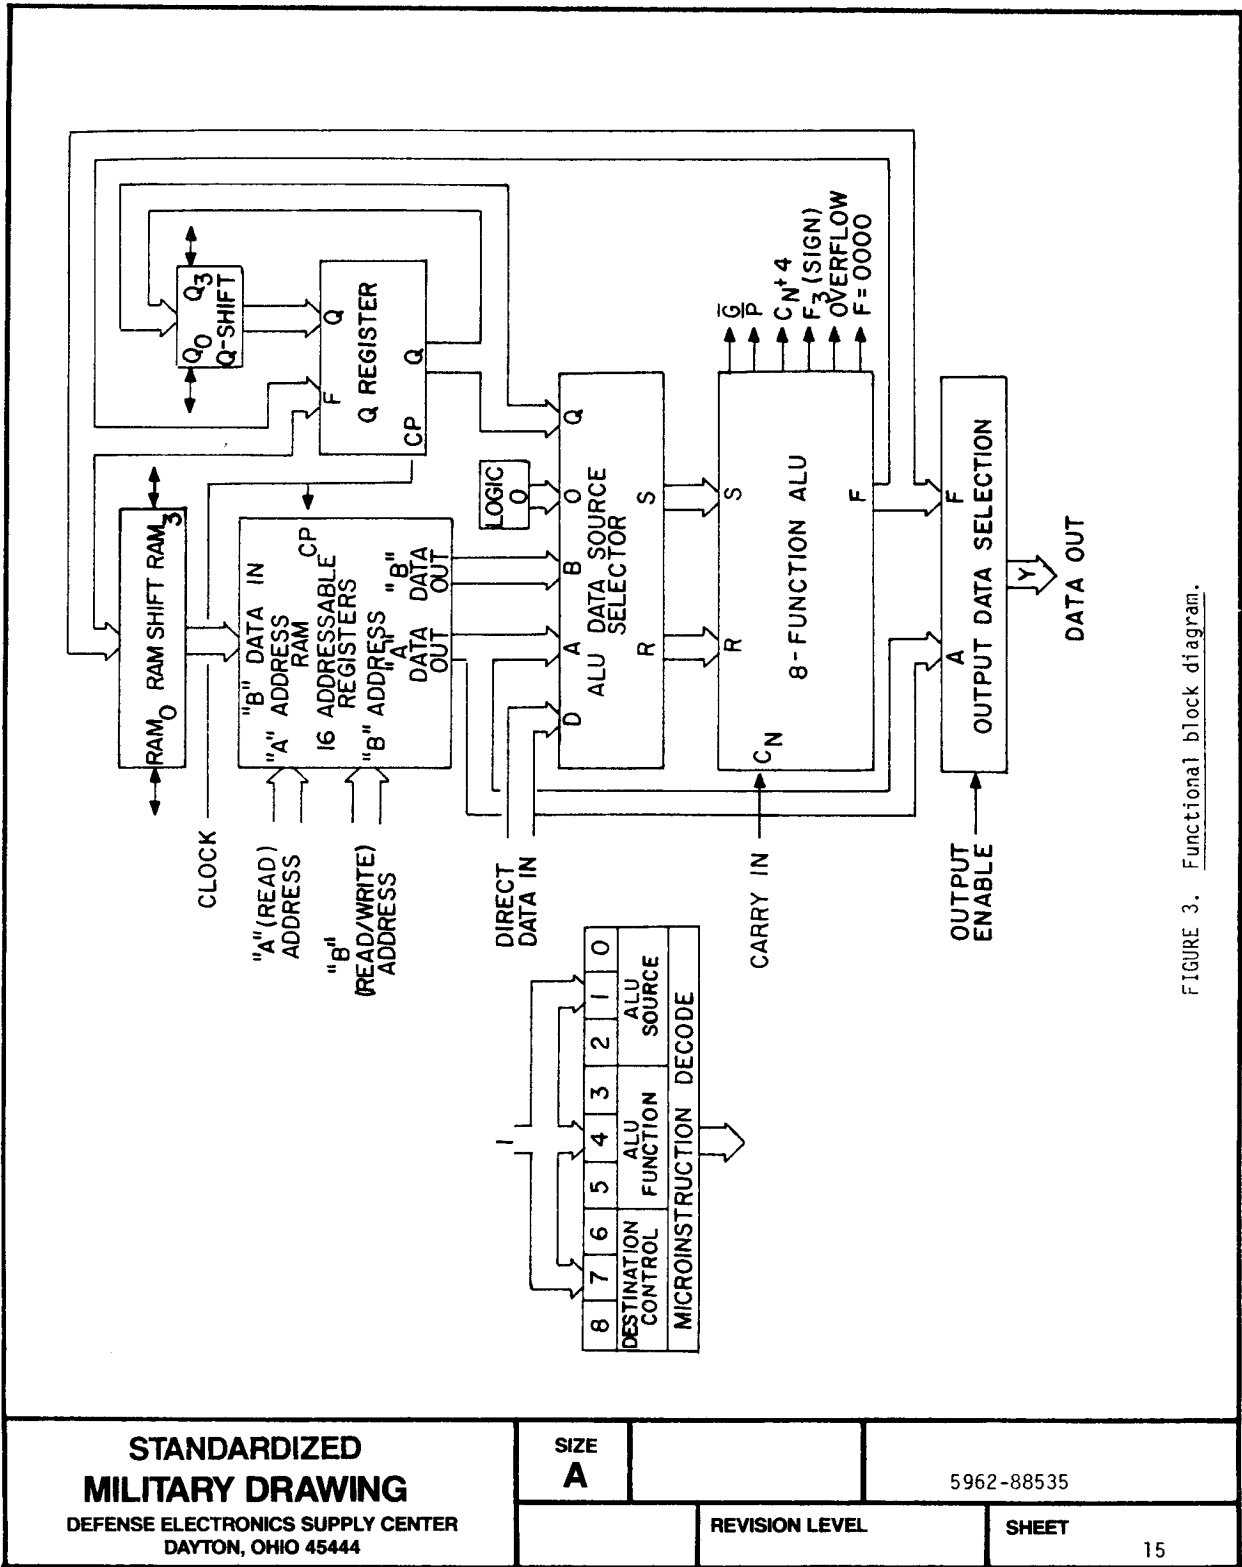 RAM0 RAM SHIFT RAM3
Q0 Q3
Q-SHIFT
CLOCK
"B" DATA IN
"A" ADDRESS
RAM
CP
16 ADDRESSABLE
REGISTERS
"B" ADDRESS
"A"
DATA
OUT
"B"
DATA
OUT
F Q
Q REGISTER
CP Q
"A" (READ)
ADDRESS
"B"
(READ/WRITE)
ADDRESS
LOGIC
0
DIRECT
DATA IN
D A B 0 Q
ALU DATA SOURCE
SELECTOR
R S
I
8 7 6 5 4 3 2 1 0
DESTINATION
CONTROL
ALU
FUNCTION
ALU
SOURCE
MICROINSTRUCTION DECODE
CARRY IN
CN
R S
8-FUNCTION ALU
F
G
P
CN+4
F3 (SIGN)
OVERFLOW
F=0000
OUTPUT
ENABLE
A F
OUTPUT DATA SELECTION
Y
DATA OUT
FIGURE 3. Functional block diagram.
STANDARDIZED
MILITARY DRAWING
DEFENSE ELECTRONICS SUPPLY CENTER
DAYTON, OHIO 45444
SIZE
A
5962-88535
REVISION LEVEL
SHEET
15